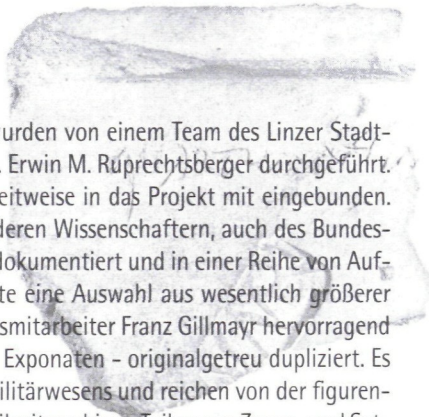 urden von einem Team des Linzer Stadt-
Erwin M. Ruprechtsberger durchgeführt.
eitweise in das Projekt mit eingebunden.
deren Wissenschaftern, auch des Bundes-
dokumentiert und in einer Reihe von Auf-
te eine Auswahl aus wesentlich größerer
smitarbeiter Franz Gillmayr hervorragend
Exponaten - originalgetreu dupliziert. Es
ilitärwesens und reichen von der figuren-